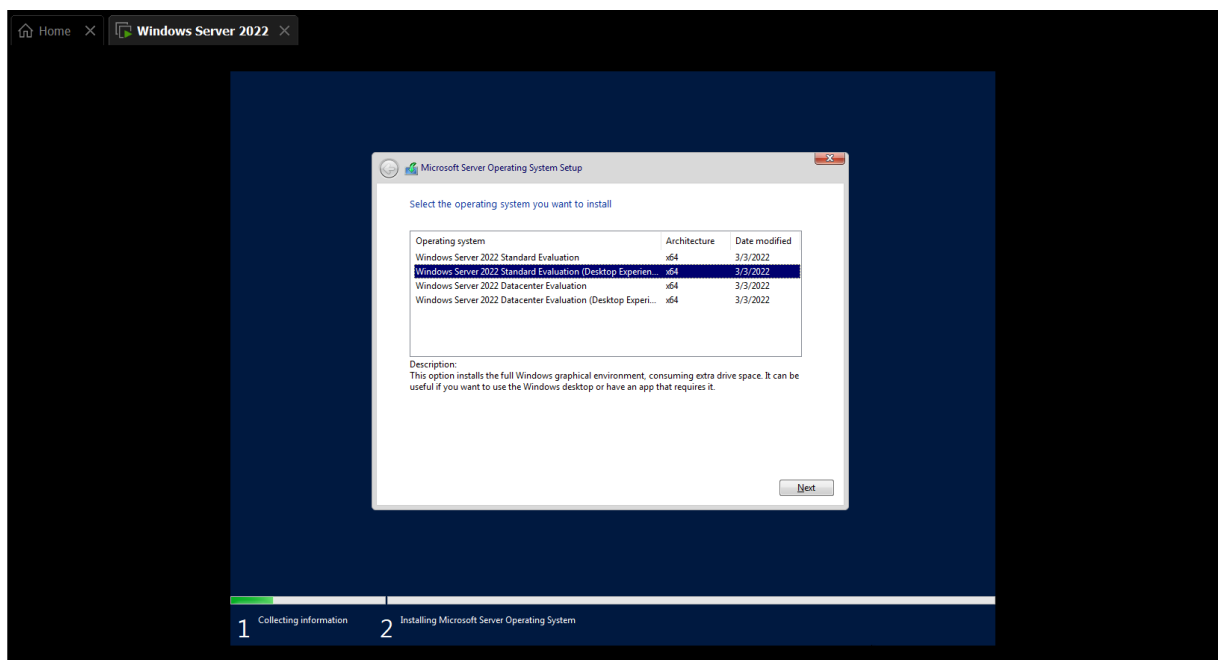 Home
Windows Server 2022
Microsoft Server Operating System Setup
Select the operating system you want to install
Operating system Architecture Date modified
Windows Server 2022 Standard Evaluation x64 3/3/2022
Windows Server 2022 Standard Evaluation (Desktop Experien... x64 3/3/2022
Windows Server 2022 Datacenter Evaluation x64 3/3/2022
Windows Server 2022 Datacenter Evaluation (Desktop Experi... x64 3/3/2022
Description:
This option installs the full Windows graphical environment, consuming extra drive space. It can be
useful if you want to use the Windows desktop or have an app that requires it.
Next
1 Collecting information 2 Installing Microsoft Server Operating System